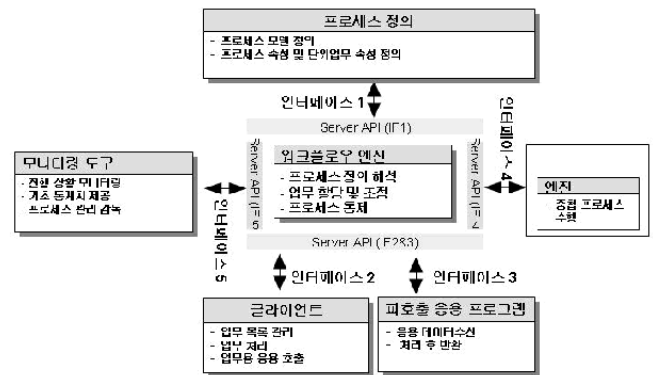 프로세스 정의
- 프로세스 모델 정의
- 프로세스 속성 및 단위업무 속성 정의
인터페이스 1
Server API (IF1)
인터페이스 4
모니터링 도구
- 진행 상황 모니터링
- 기초 통계치 제공
- 프로세스 관리 감독
Server API (IF5
워크플로우 엔진
- 프로세스 정의 해석
- 업무 할당 및 조정
- 프로세스 통제
Server API (IF4
엔진
- 중첩 프로세스
수행
인터페이스 5
Server API (IF2&3)
인터페이스 2
인터페이스 3
클라이언트
- 업무 목록 관리
- 업무 처리
- 업무용 응용 호출
피호출 응용 프로그램
- 응용 데이터수신
- 처리 후 반환